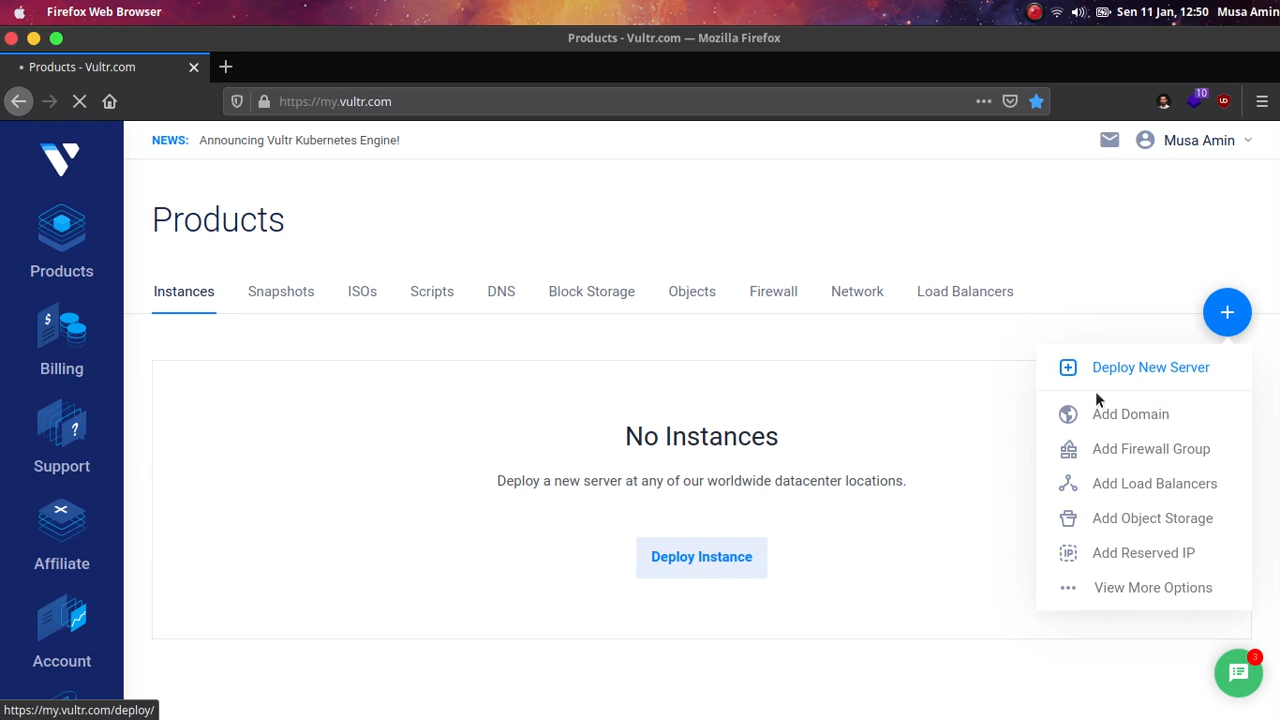 Firefox Web Browser
Sen 11 Jan, 12:50 Musa Amin
Products - Vultr.com — Mozilla Firefox
• Products - Vultr.com
https://my.vultr.com
10
UD
NEWS: Announcing Vultr Kubernetes Engine!
Musa Amin
Products
Products
Instances Snapshots ISOs Scripts DNS Block Storage Objects Firewall Network Load Balancers
Billing
Support
Affiliate
Account
+
Deploy New Server
Add Domain
Add Firewall Group
Add Load Balancers
Add Object Storage
IP Add Reserved IP
View More Options
No Instances
Deploy a new server at any of our worldwide datacenter locations.
Deploy Instance
3
https://my.vultr.com/deploy/